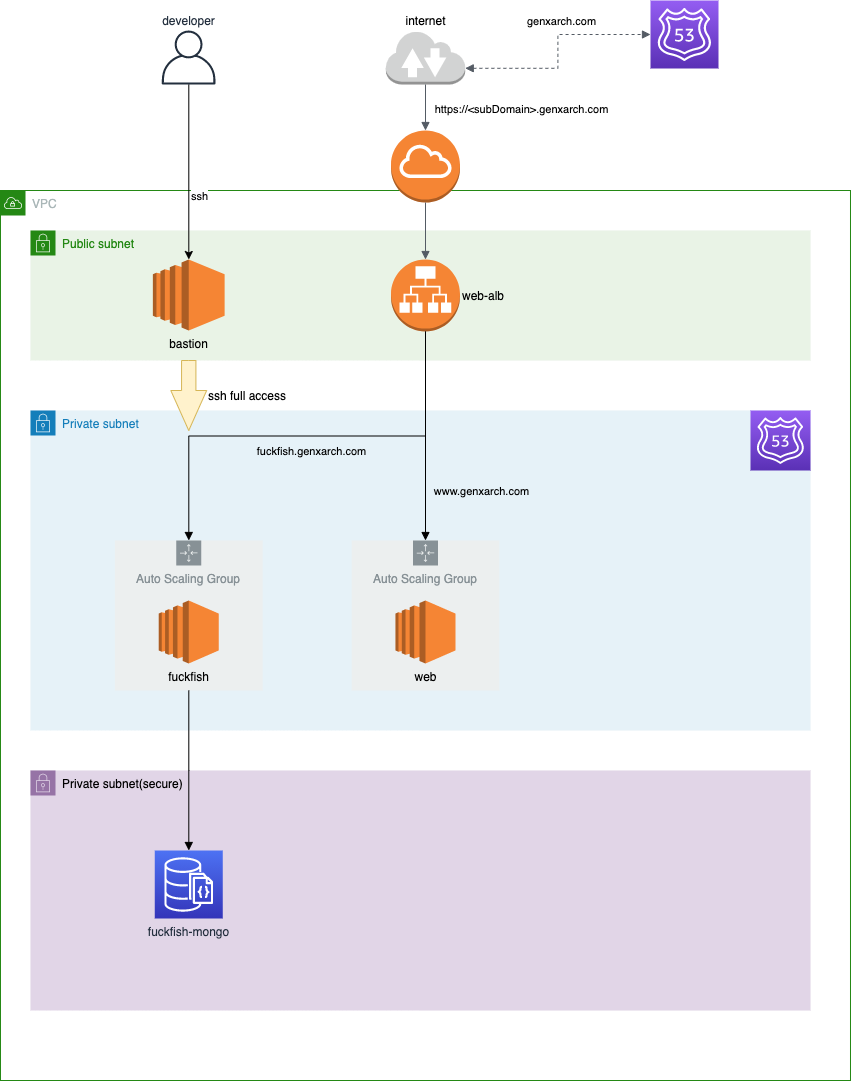 developer
internet
genxarch.com
53
https://<subDomain>.genxarch.com
ssh
VPC
Public subnet
web-alb
bastion
ssh full access
Private subnet
53
fuckfish.genxarch.com
www.genxarch.com
Auto Scaling Group
Auto Scaling Group
fuckfish
web
Private subnet(secure)
{}
fuckfish-mongo